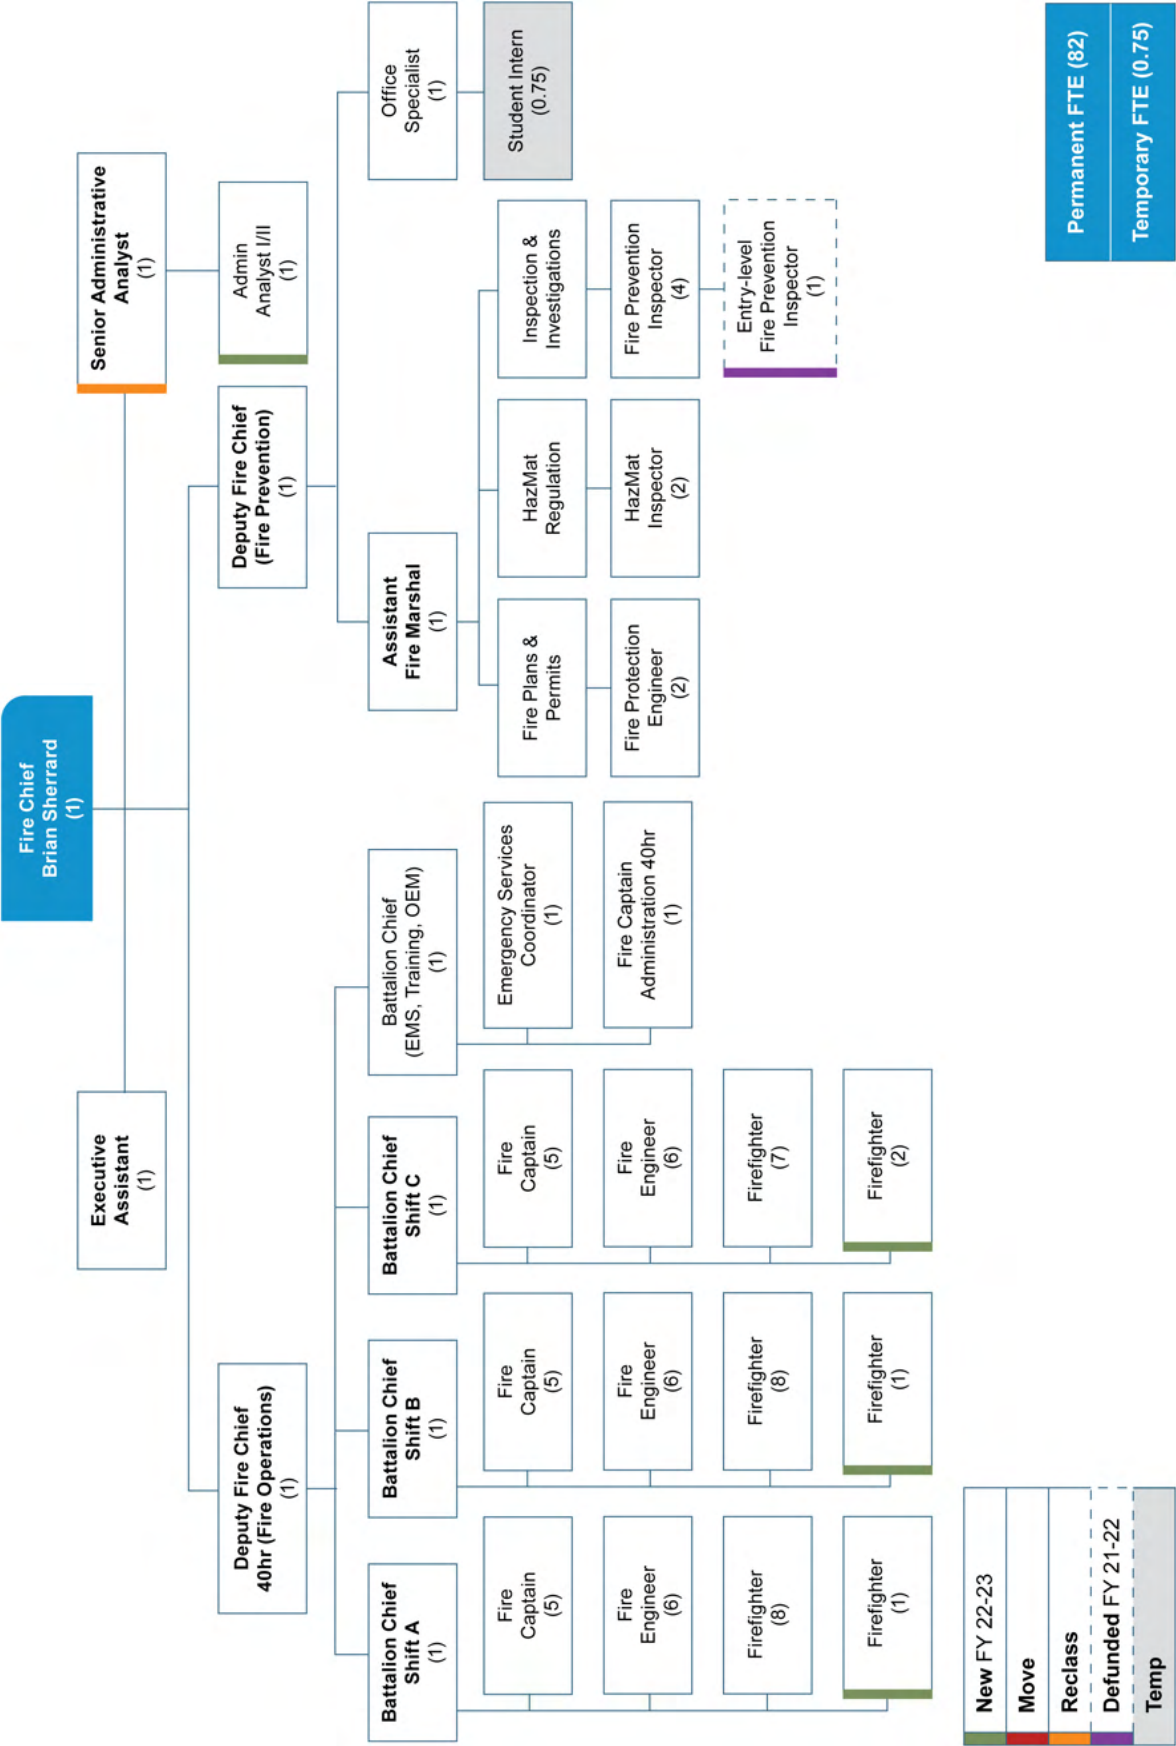 Fire Chief
Brian Sherrard
(1)
Executive
Assistant
(1)
Senior Administrative
Analyst
(1)
Admin
Analyst I/II
(1)
Deputy Fire Chief
40hr (Fire Operations)
(1)
Deputy Fire Chief
(Fire Prevention)
(1)
Battalion Chief
Shift A
(1)
Fire
Captain
(5)
Fire
Engineer
(6)
Firefighter
(8)
Firefighter
(1)
Battalion Chief
Shift B
(1)
Fire
Captain
(5)
Fire
Engineer
(6)
Firefighter
(8)
Firefighter
(1)
Battalion Chief
Shift C
(1)
Fire
Captain
(5)
Fire
Engineer
(6)
Firefighter
(7)
Firefighter
(2)
Battalion Chief
(EMS, Training, OEM)
(1)
Emergency Services
Coordinator
(1)
Fire Captain
Administration 40hr
(1)
Assistant
Fire Marshal
(1)
Fire Plans &
Permits
Fire Protection
Engineer
(2)
HazMat
Regulation
HazMat
Inspector
(2)
Inspection &
Investigations
Fire Prevention
Inspector
(4)
Entry-level
Fire Prevention
Inspector
(1)
Office
Specialist
(1)
Student Intern
(0.75)
New FY 22-23
Move
Reclass
Defunded FY 21-22
Temp
Permanent FTE (82)
Temporary FTE (0.75)